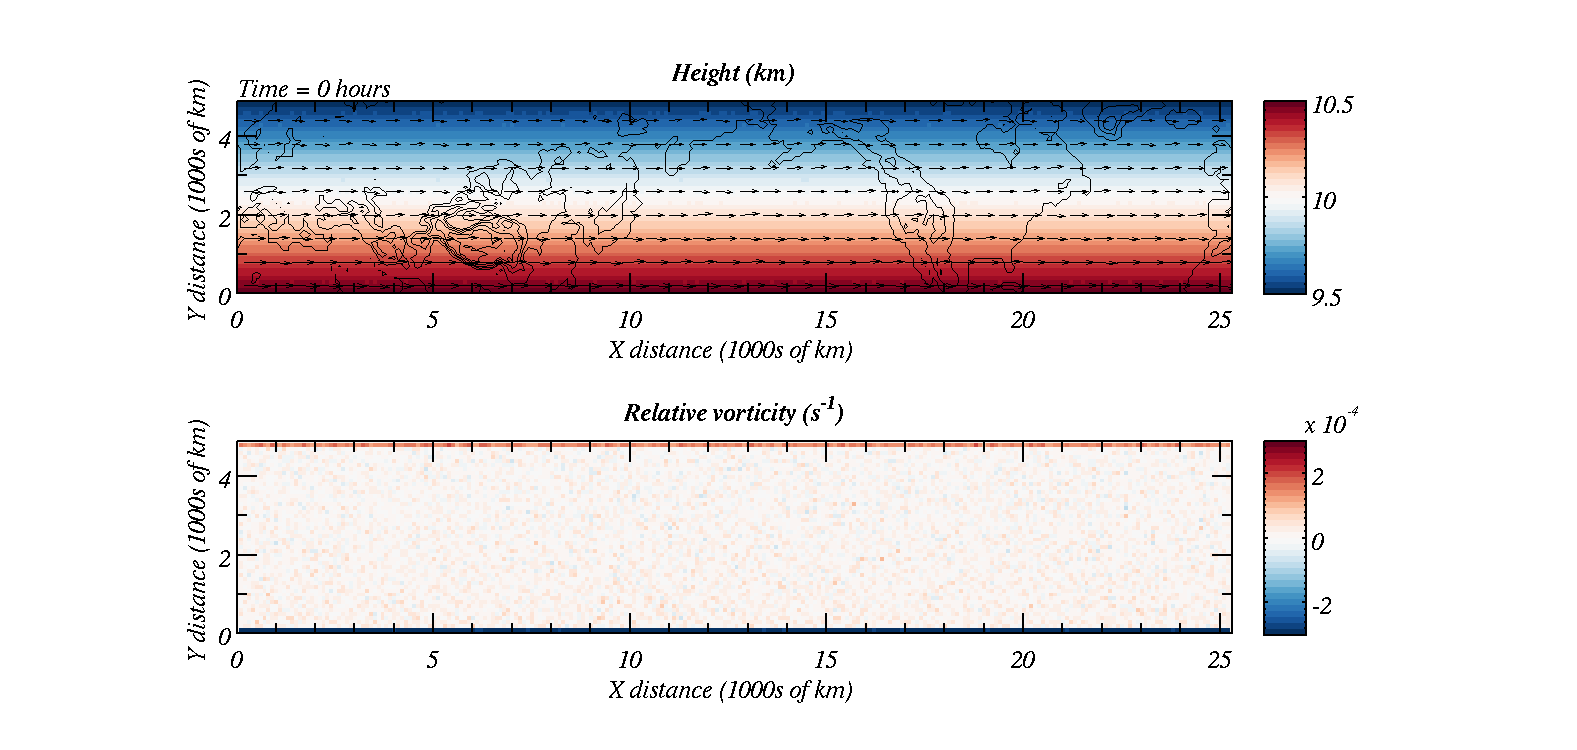 Height (km)
Time = 0 hours
Y distance (1000s of km)
4
2
0
0 5 10 15 20 25
X distance (1000s of km)
10.5
10
9.5
Relative vorticity (s⁻¹)
x 10⁻⁴
Y distance (1000s of km)
4
2
0
0 5 10 15 20 25
X distance (1000s of km)
2
0
-2